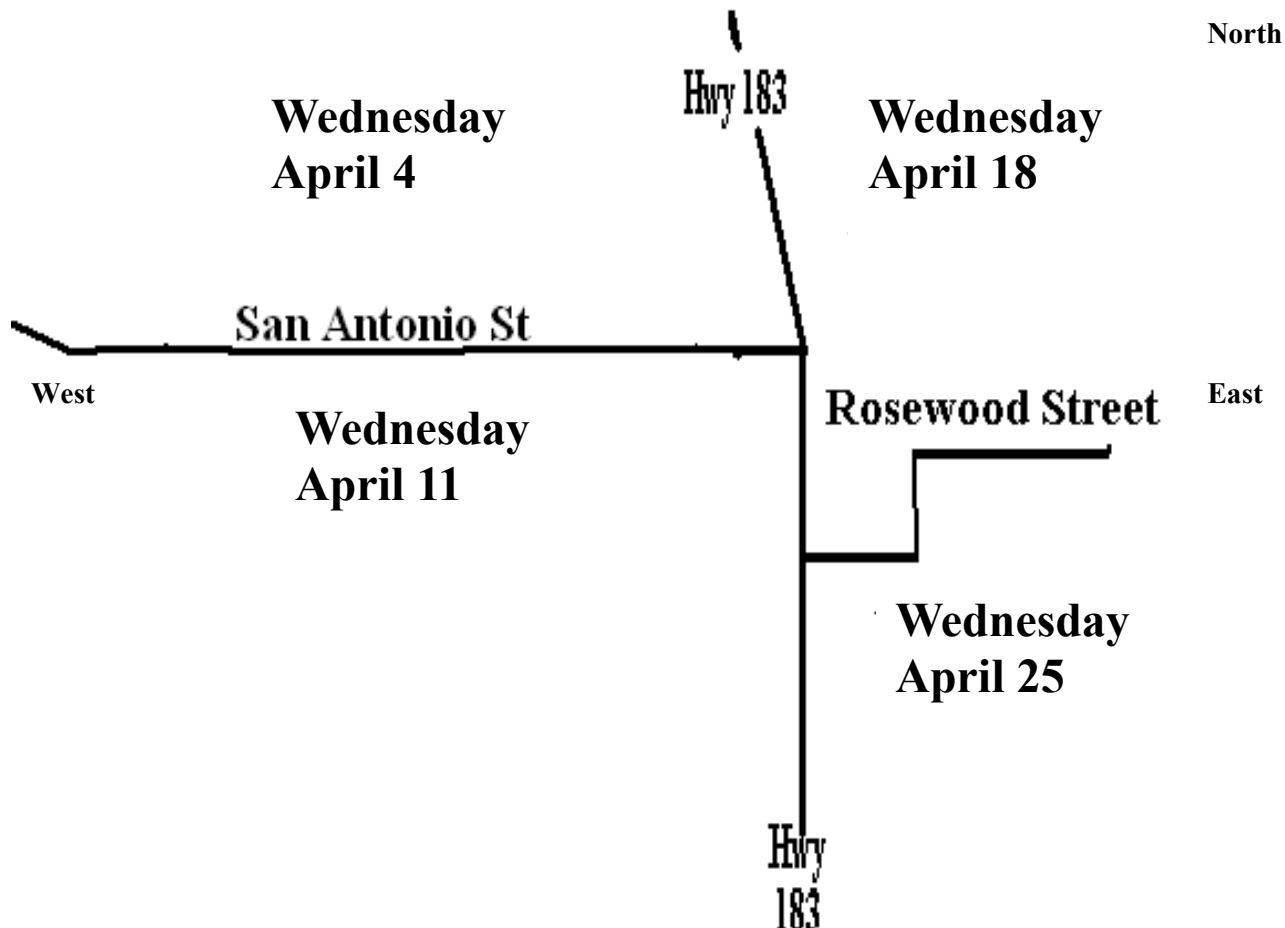 North
Hwy 183
Wednesday
April 4
Wednesday
April 18
San Antonio St
West
East
Rosewood Street
Wednesday
April 11
Wednesday
April 25
Hwy
183